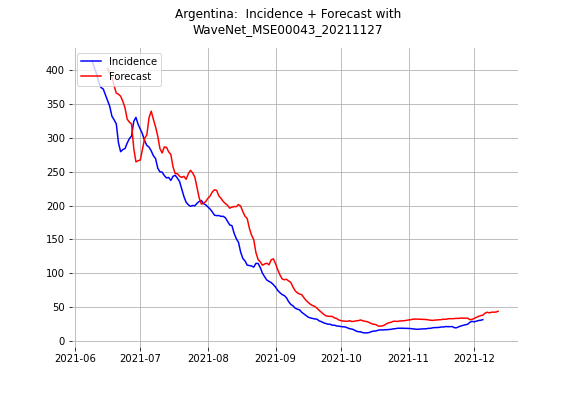 Argentina:  Incidence + Forecast with
WaveNet_MSE00043_20211127
Incidence
Forecast
400
350
300
250
200
150
100
50
0
2021-06 2021-07 2021-08 2021-09 2021-10 2021-11 2021-12